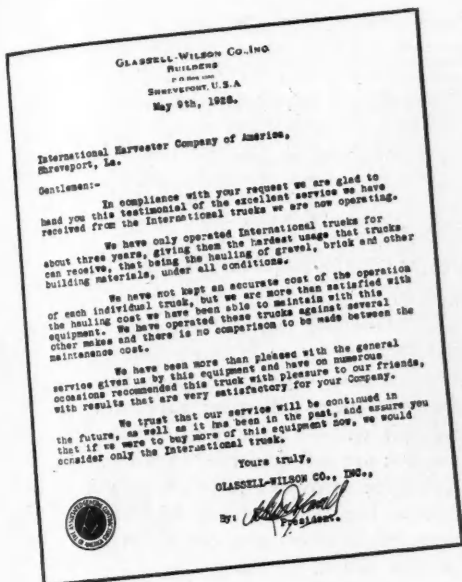 GLASSELL-WILSON CO., INC.
BUILDERS
P O Box
SHREVEPORT, U.S.A
May 9th, 1928.
International Harvester Company of America,
Shreveport, La.
Gentlemen:-
In compliance with your request we are glad to
hand you this testimonial of the excellent service we have
received from the International trucks we are now operating.
We have only operated International trucks for
about three years, giving them the hardest usage that trucks
can receive, that being the hauling of gravel, brick and other
building materials, under all conditions.
We have not kept an accurate cost of the operation
of each individual truck, but we are more than satisfied with
the hauling cost we have been able to maintain with this
equipment. We have operated these trucks against several
other makes and there is no comparison to be made between the
maintenance cost.
We have been more than pleased with the general
service given us by this equipment and have on numerous
occasions recommended this truck with pleasure to our friends,
with results that are very satisfactory for your Company.
We trust that our service will be continued in
the future, as well as it has been in the past, and assure you
that if we were to buy more of this equipment now, we would
consider only the International truck.
Yours truly,
GLASSELL-WILSON CO., INC.,
By:
President.